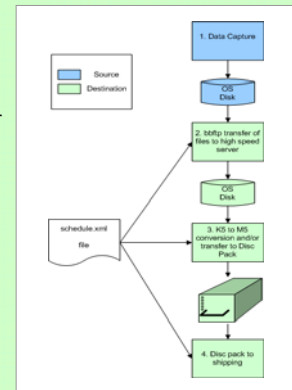 1. Data Capture
Source
Destination
OS
Disk
2. bbftp transfer of
files to high speed
server
OS
Disk
schedule.xml
file
3. K5 to M5
conversion and/or
transfer to Disc
Pack
4. Disc pack to
shipping